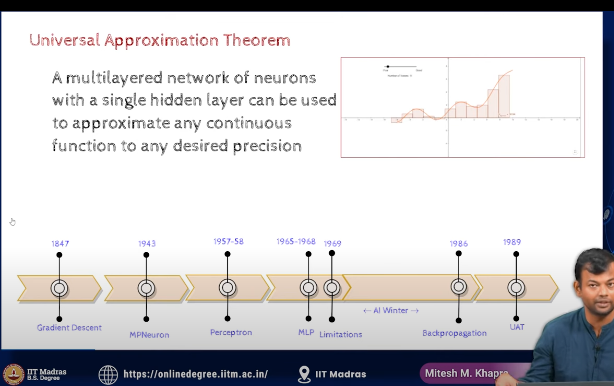 Universal Approximation Theorem
A multilayered network of neurons
with a single hidden layer can be used
to approximate any continuous
function to any desired precision
1847
1943
1957-58
1965-1968
1969
1986
1989
← AI Winter →
Gradient Descent
MPNeuron
Perceptron
MLP
Limitations
Backpropagation
UAT
IIT Madras
B.S. Degree
https://onlinedegree.iitm.ac.in/
IIT Madras
Mitesh M. Khapra